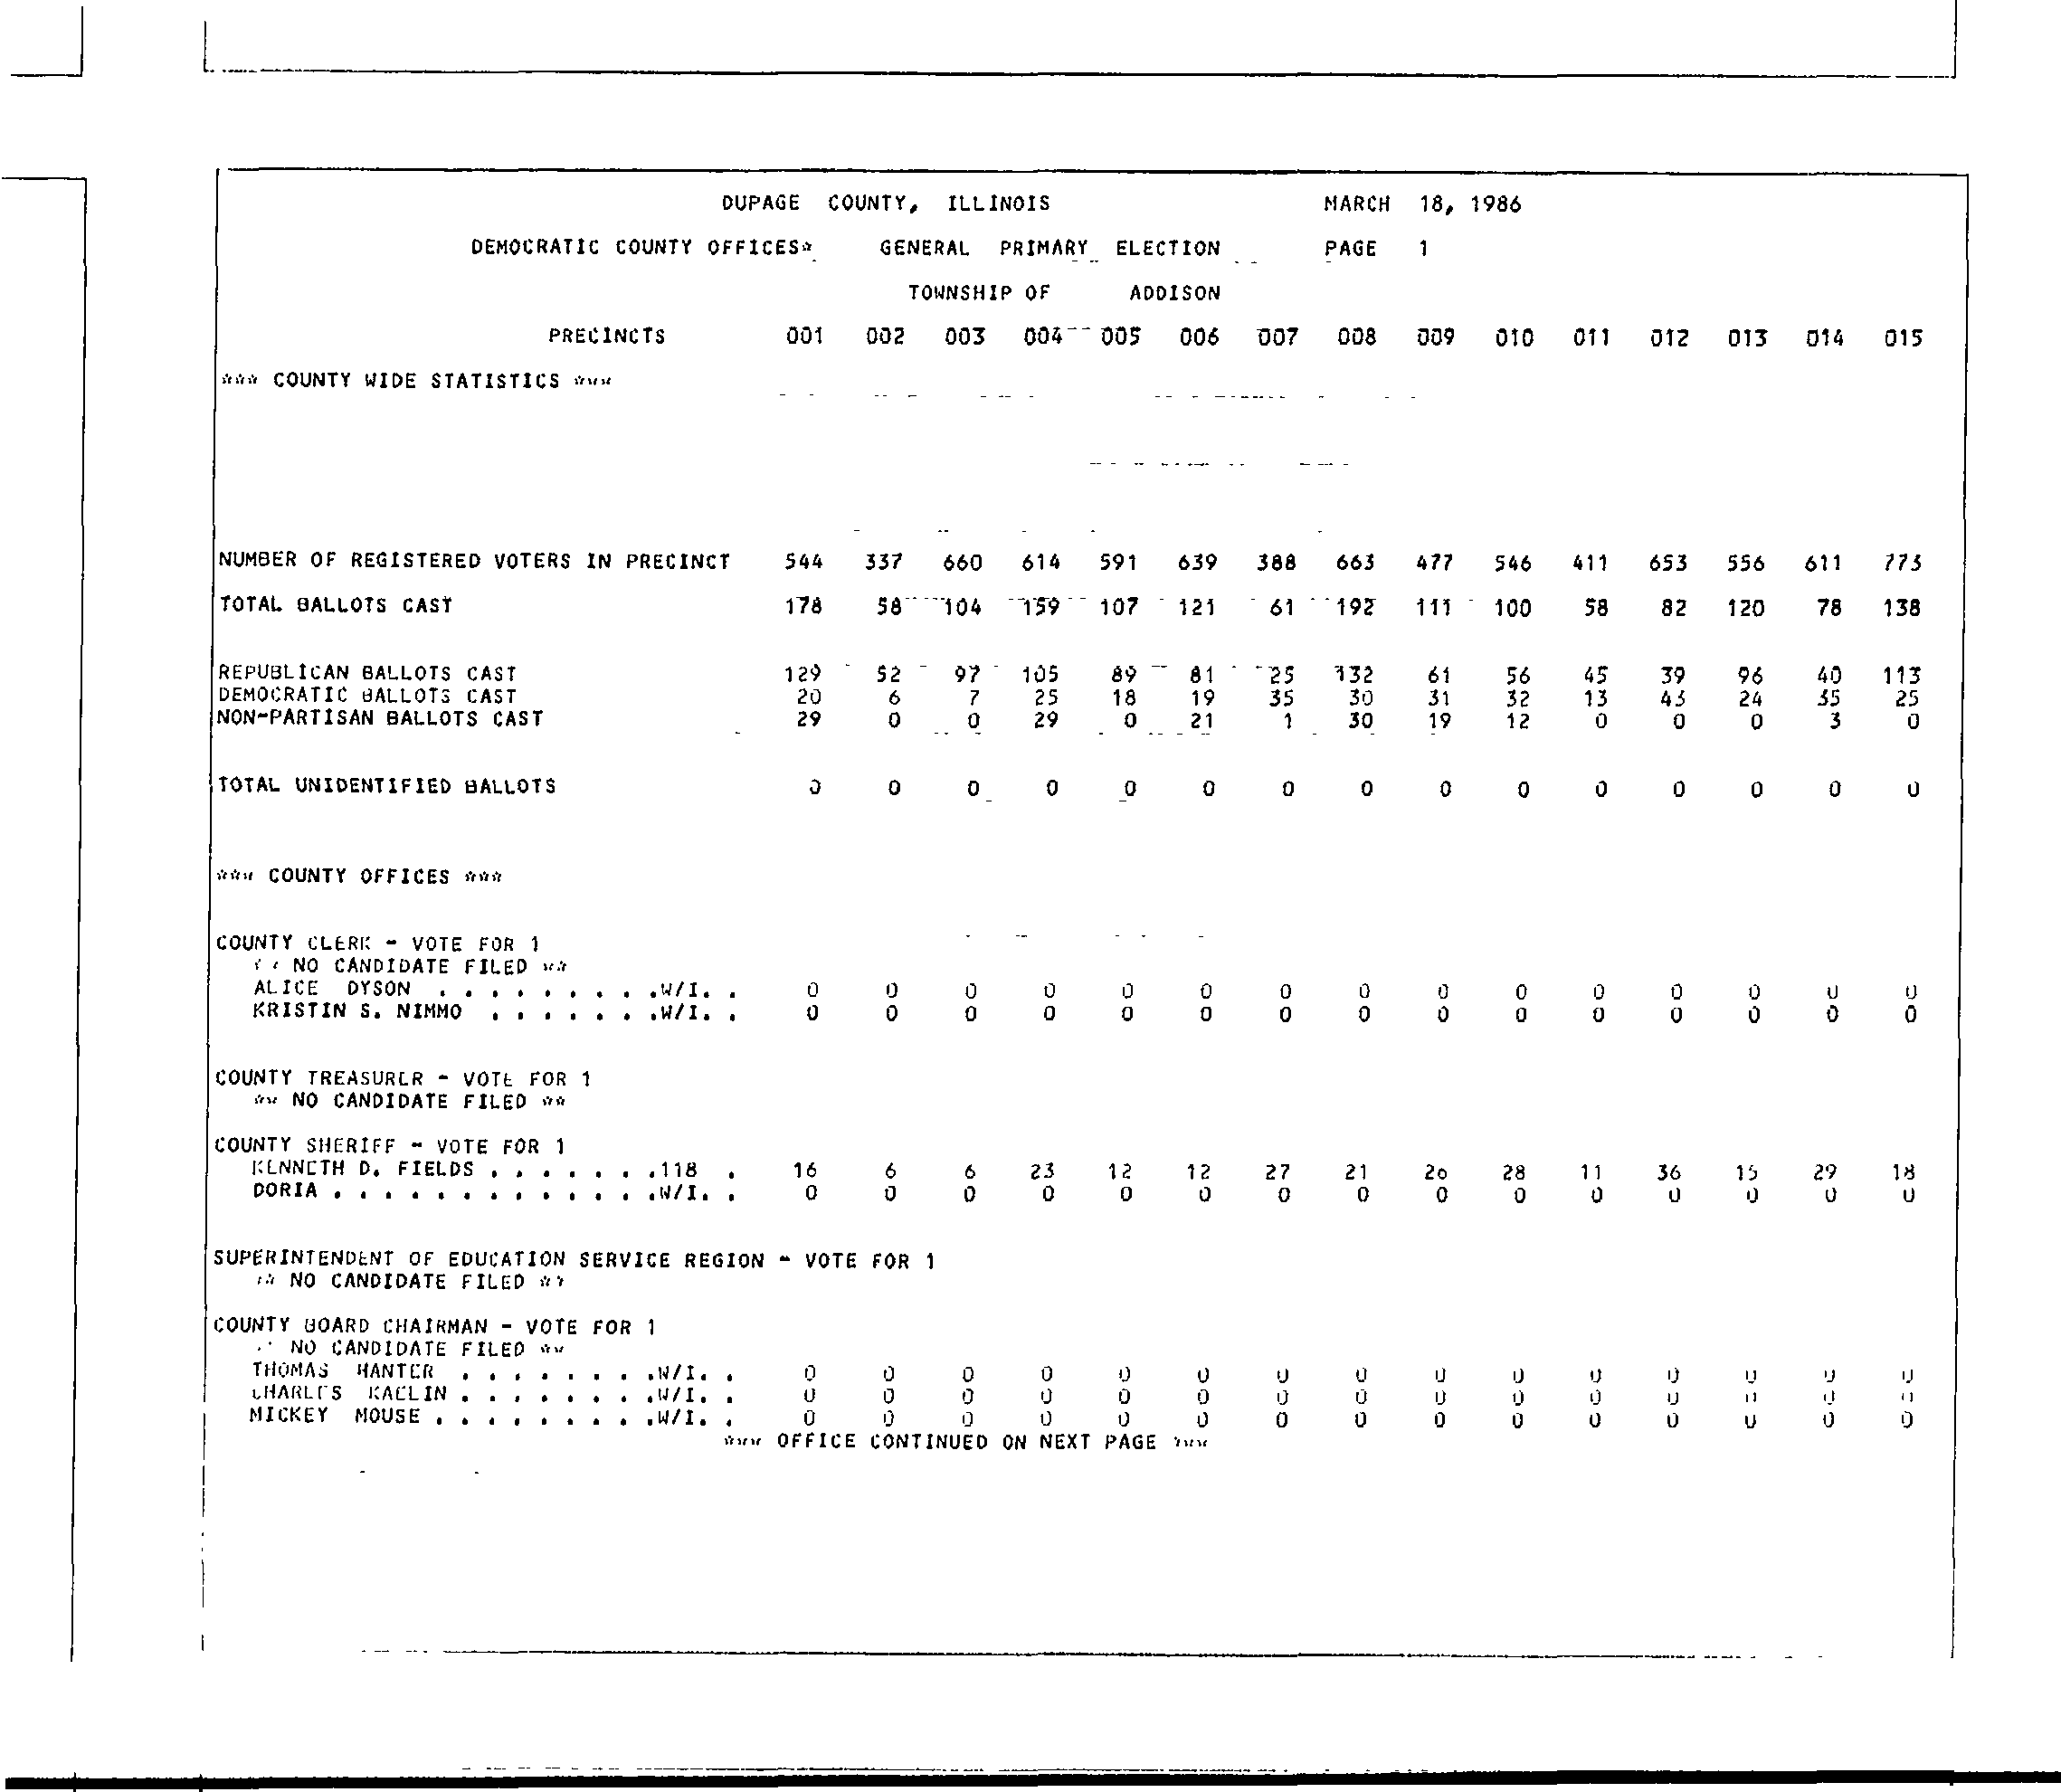 DUPAGE COUNTY, ILLINOIS MARCH 18, 1986
DEMOCRATIC COUNTY OFFICES* GENERAL PRIMARY ELECTION PAGE 1
TOWNSHIP OF ADDISON
PRECINCTS 001 002 003 004 005 006 007 008 009 010 011 012 013 014 015
*** COUNTY WIDE STATISTICS ***
NUMBER OF REGISTERED VOTERS IN PRECINCT 544 337 660 614 591 639 388 663 477 546 411 653 556 611 773
TOTAL BALLOTS CAST 178 58 104 159 107 121 61 192 111 100 58 82 120 78 138
REPUBLICAN BALLOTS CAST 129 52 97 105 89 81 25 132 61 56 45 39 96 40 113
DEMOCRATIC BALLOTS CAST 20 6 7 25 18 19 35 30 31 32 13 43 24 35 25
NON-PARTISAN BALLOTS CAST 29 0 0 29 0 21 1 30 19 12 0 0 0 3 0
TOTAL UNIDENTIFIED BALLOTS 0 0 0 0 0 0 0 0 0 0 0 0 0 0 0
*** COUNTY OFFICES ***
COUNTY CLERK - VOTE FOR 1
** NO CANDIDATE FILED **
ALICE DYSON . . . . . . . . .W/I. . 0 0 0 0 0 0 0 0 0 0 0 0 0 0 0
KRISTIN S. NIMMO . . . . . . .W/I. . 0 0 0 0 0 0 0 0 0 0 0 0 0 0 0
COUNTY TREASURER - VOTE FOR 1
** NO CANDIDATE FILED **
COUNTY SHERIFF - VOTE FOR 1
KENNETH D. FIELDS . . . . . . .118 . 16 6 6 23 12 12 27 21 26 28 11 36 15 29 18
DORIA . . . . . . . . . . . . .W/I. . 0 0 0 0 0 0 0 0 0 0 0 0 0 0 0
SUPERINTENDENT OF EDUCATION SERVICE REGION - VOTE FOR 1
** NO CANDIDATE FILED **
COUNTY BOARD CHAIRMAN - VOTE FOR 1
** NO CANDIDATE FILED **
THOMAS HANTER . . . . . . . .W/I. . 0 0 0 0 0 0 0 0 0 0 0 0 0 0 0
CHARLES KAELIN . . . . . . . .W/I. . 0 0 0 0 0 0 0 0 0 0 0 0 0 0 0
MICKEY MOUSE . . . . . . . . .W/I. . 0 0 0 0 0 0 0 0 0 0 0 0 0 0 0
*** OFFICE CONTINUED ON NEXT PAGE ***